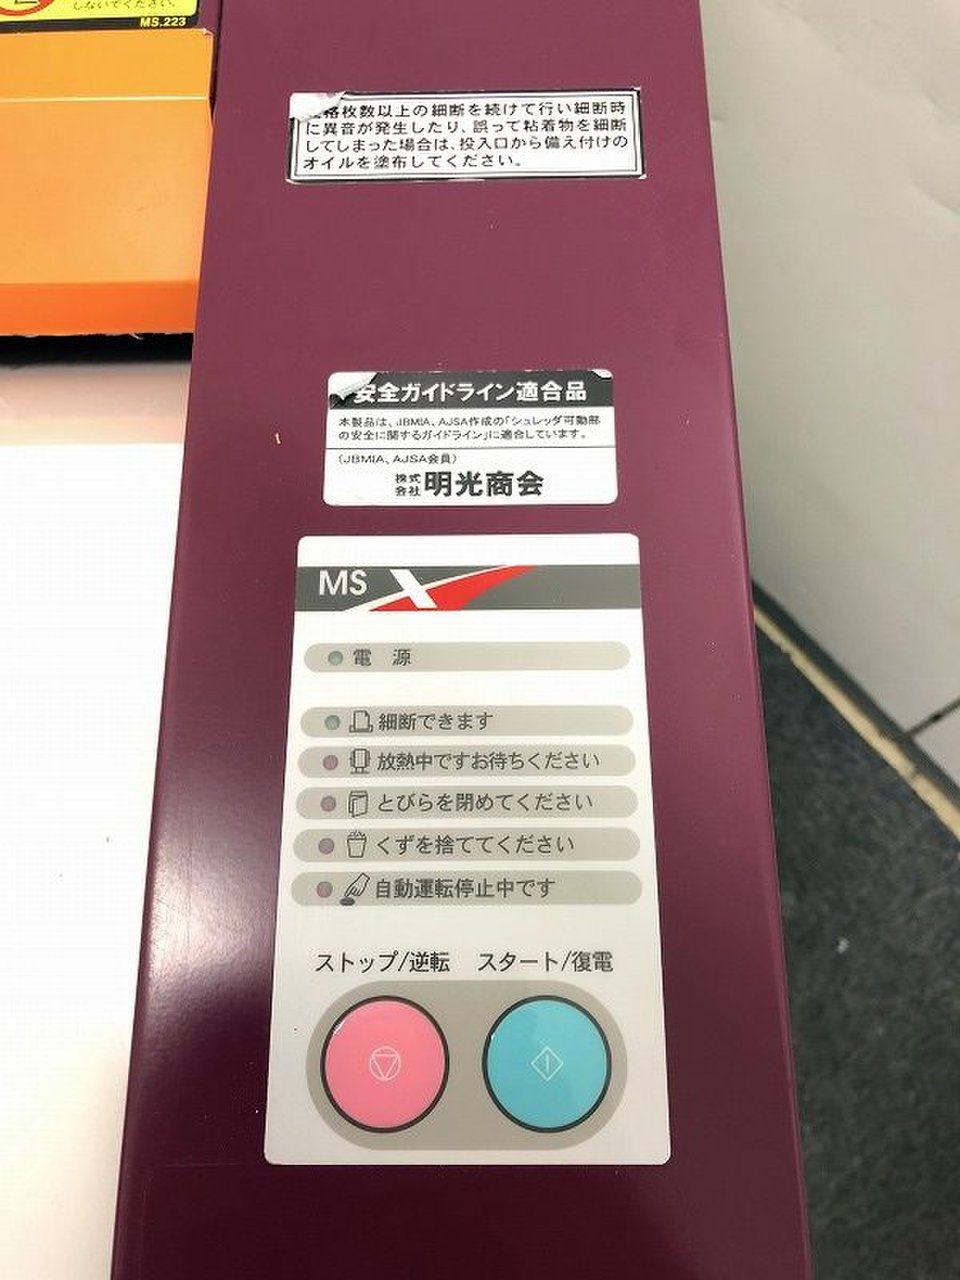 しないでください。
MS.223
格枚数以上の細断を続けて行い細断時
に異音が発生したり、誤って粘着物を細断
してしまった場合は、投入口から備え付けの
オイルを塗布してください。
安全ガイドライン適合品
本製品は、JBMIA、AJSA作成の「シュレッダ可動部
の安全に関するガイドライン」に適合しています。
(JBMIA、AJSA会員)
株式会社 明光商会
MS X
電 源
細断できます
放熱中ですお待ちください
とびらを閉めてください
くずを捨ててください
自動運転停止中です
ストップ/逆転 スタート/復電